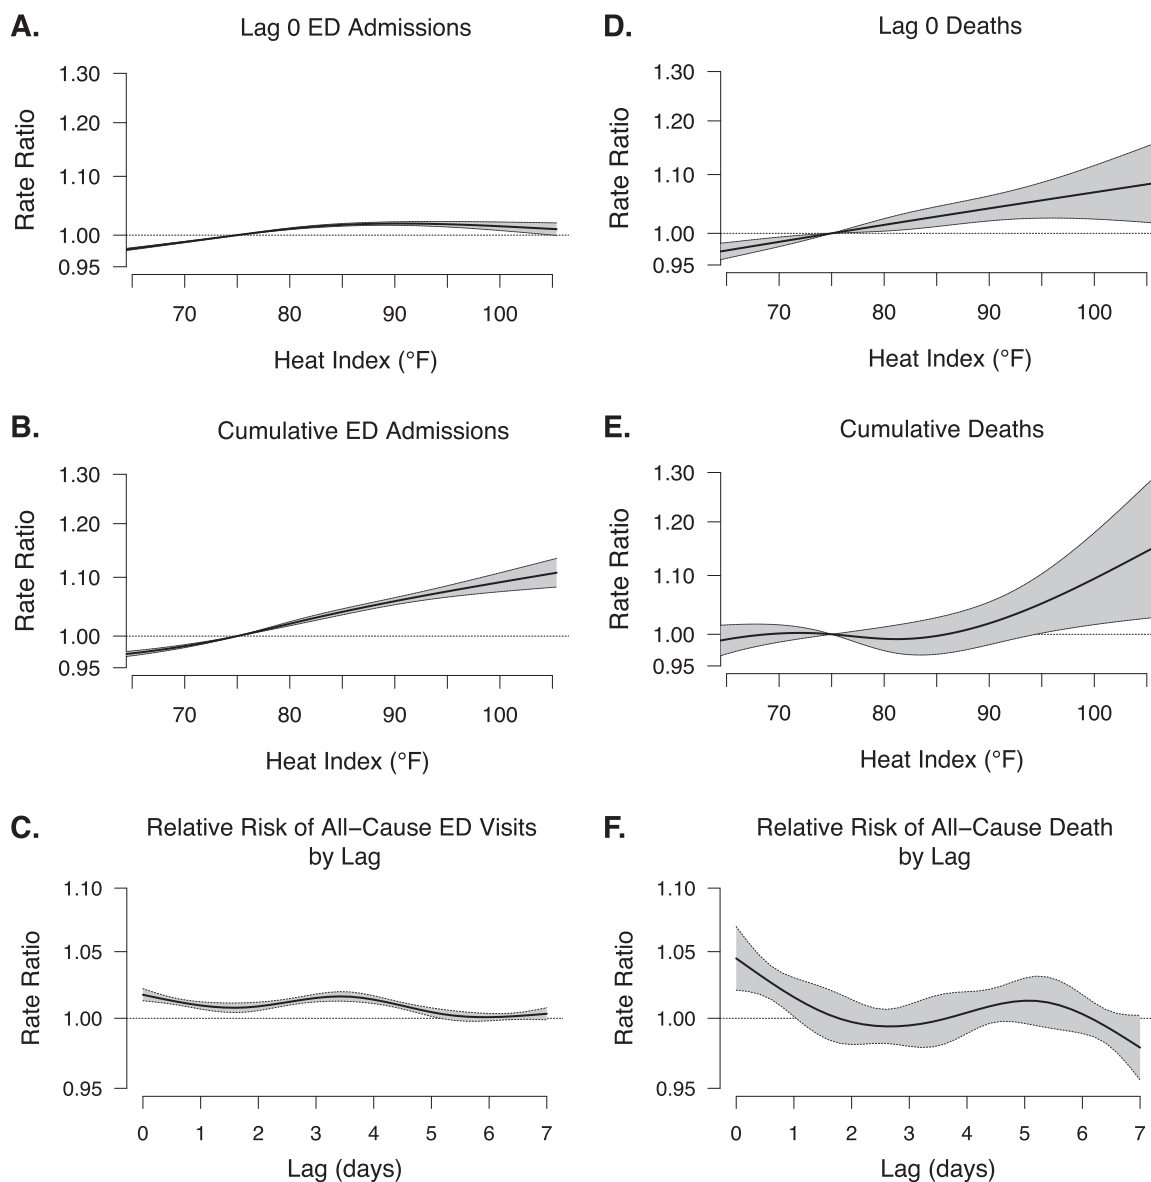 A.
Lag 0 ED Admissions
1.30
1.20
1.10
1.00
0.95
Rate Ratio
70 80 90 100
Heat Index (°F)
D.
Lag 0 Deaths
1.30
1.20
1.10
1.00
0.95
Rate Ratio
70 80 90 100
Heat Index (°F)
B.
Cumulative ED Admissions
1.30
1.20
1.10
1.00
0.95
Rate Ratio
70 80 90 100
Heat Index (°F)
E.
Cumulative Deaths
1.30
1.20
1.10
1.00
0.95
Rate Ratio
70 80 90 100
Heat Index (°F)
C.
Relative Risk of All−Cause ED Visits
by Lag
1.10
1.05
1.00
0.95
Rate Ratio
0 1 2 3 4 5 6 7
Lag (days)
F.
Relative Risk of All−Cause Death
by Lag
1.10
1.05
1.00
0.95
Rate Ratio
0 1 2 3 4 5 6 7
Lag (days)